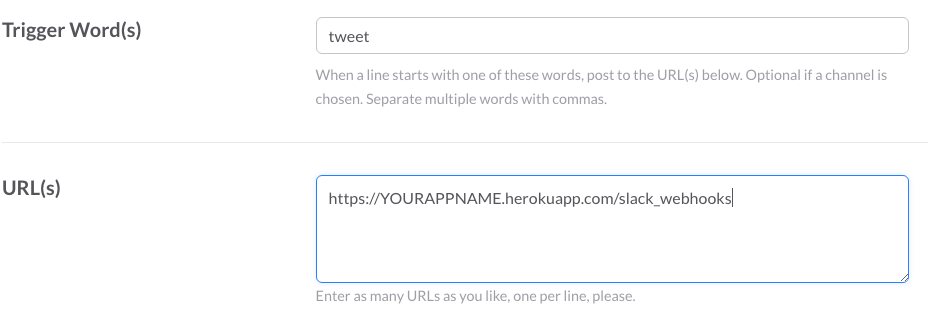 Trigger Word(s)
tweet
When a line starts with one of these words, post to the URL(s) below. Optional if a channel is
chosen. Separate multiple words with commas.
URL(s)
https://YOURAPPNAME.herokuapp.com/slack_webhooks
Enter as many URLs as you like, one per line, please.